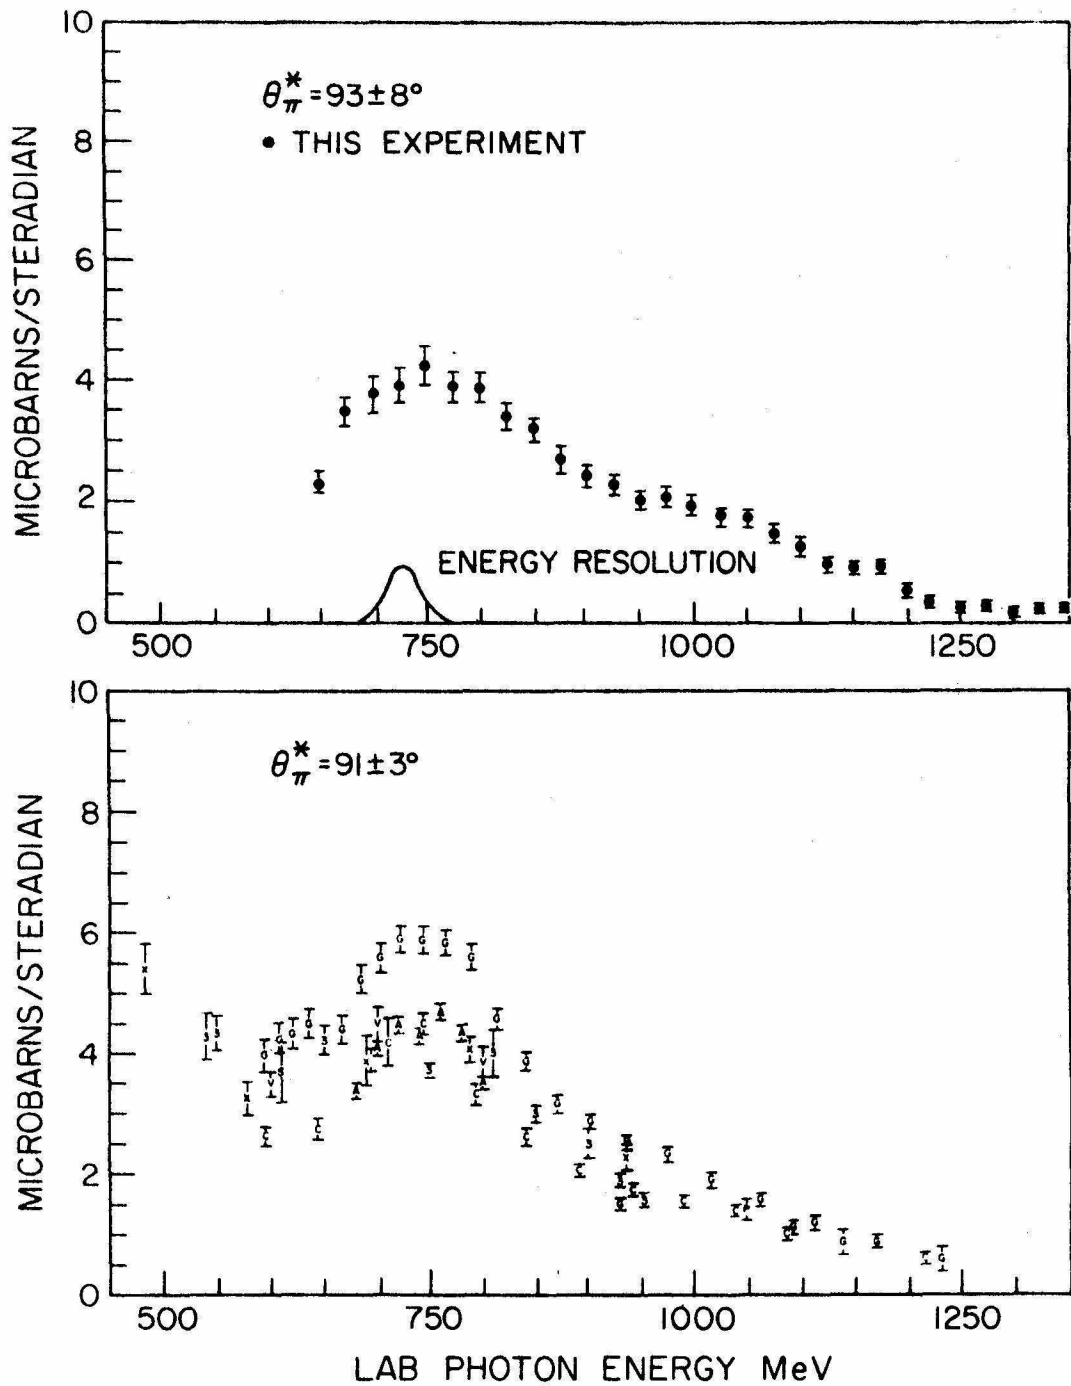 10
θ*π = 93±8°
● THIS EXPERIMENT
8
6
4
2
0
MICROBARNS/STERADIAN
ENERGY RESOLUTION
500 750 1000 1250
10
θ*π = 91±3°
8
6
4
2
0
MICROBARNS/STERADIAN
500 750 1000 1250
LAB PHOTON ENERGY MeV